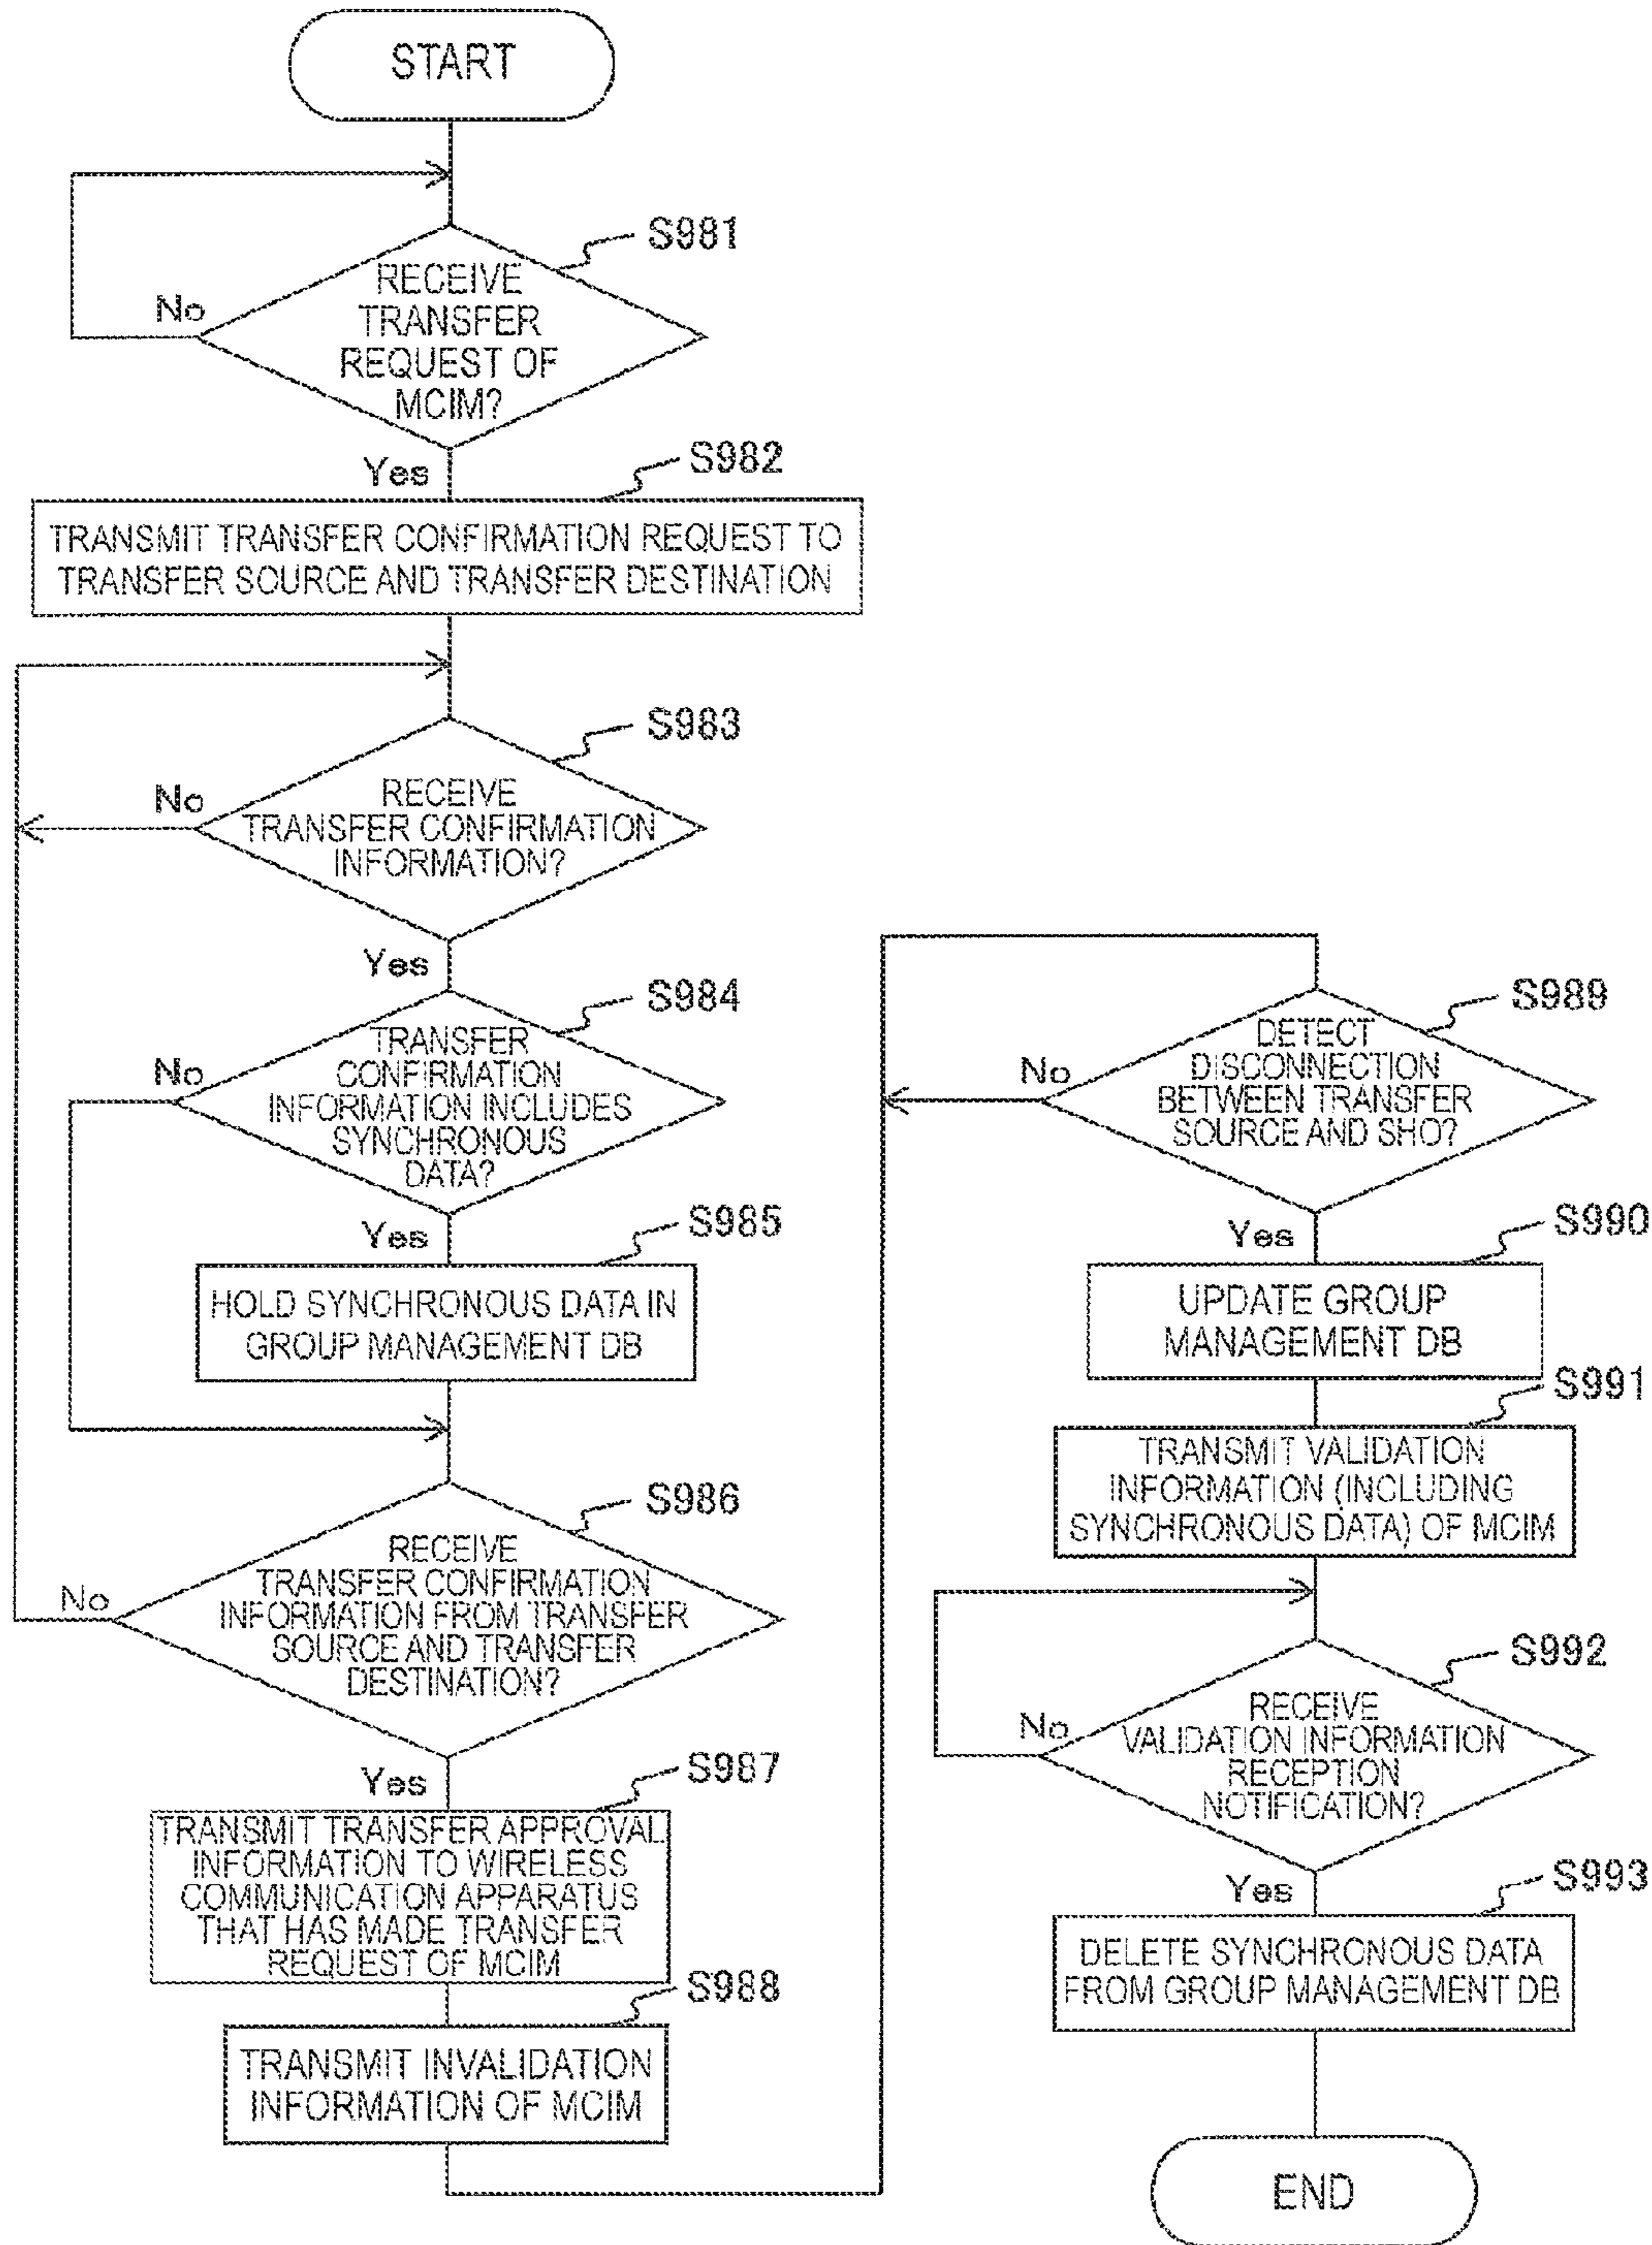 START
S981
RECEIVE
TRANSFER
REQUEST OF
MCIM?
No
Yes
S982
TRANSMIT TRANSFER CONFIRMATION REQUEST TO
TRANSFER SOURCE AND TRANSFER DESTINATION
S983
RECEIVE
TRANSFER CONFIRMATION
INFORMATION?
No
Yes
S984
TRANSFER
CONFIRMATION
INFORMATION INCLUDES
SYNCHRONOUS
DATA?
No
Yes
S985
HOLD SYNCHRONOUS DATA IN
GROUP MANAGEMENT DB
S986
RECEIVE
TRANSFER CONFIRMATION
INFORMATION FROM TRANSFER
SOURCE AND TRANSFER
DESTINATION?
No
Yes
S987
TRANSMIT TRANSFER APPROVAL
INFORMATION TO WIRELESS
COMMUNICATION APPARATUS
THAT HAS MADE TRANSFER
REQUEST OF MCIM
S988
TRANSMIT INVALIDATION
INFORMATION OF MCIM
S989
DETECT
DISCONNECTION
BETWEEN TRANSFER
SOURCE AND SHO?
No
Yes
S990
UPDATE GROUP
MANAGEMENT DB
S991
TRANSMIT VALIDATION
INFORMATION (INCLUDING
SYNCHRONOUS DATA) OF MCIM
S992
RECEIVE
VALIDATION INFORMATION
RECEPTION
NOTIFICATION?
No
Yes
S993
DELETE SYNCHRONOUS DATA
FROM GROUP MANAGEMENT DB
END